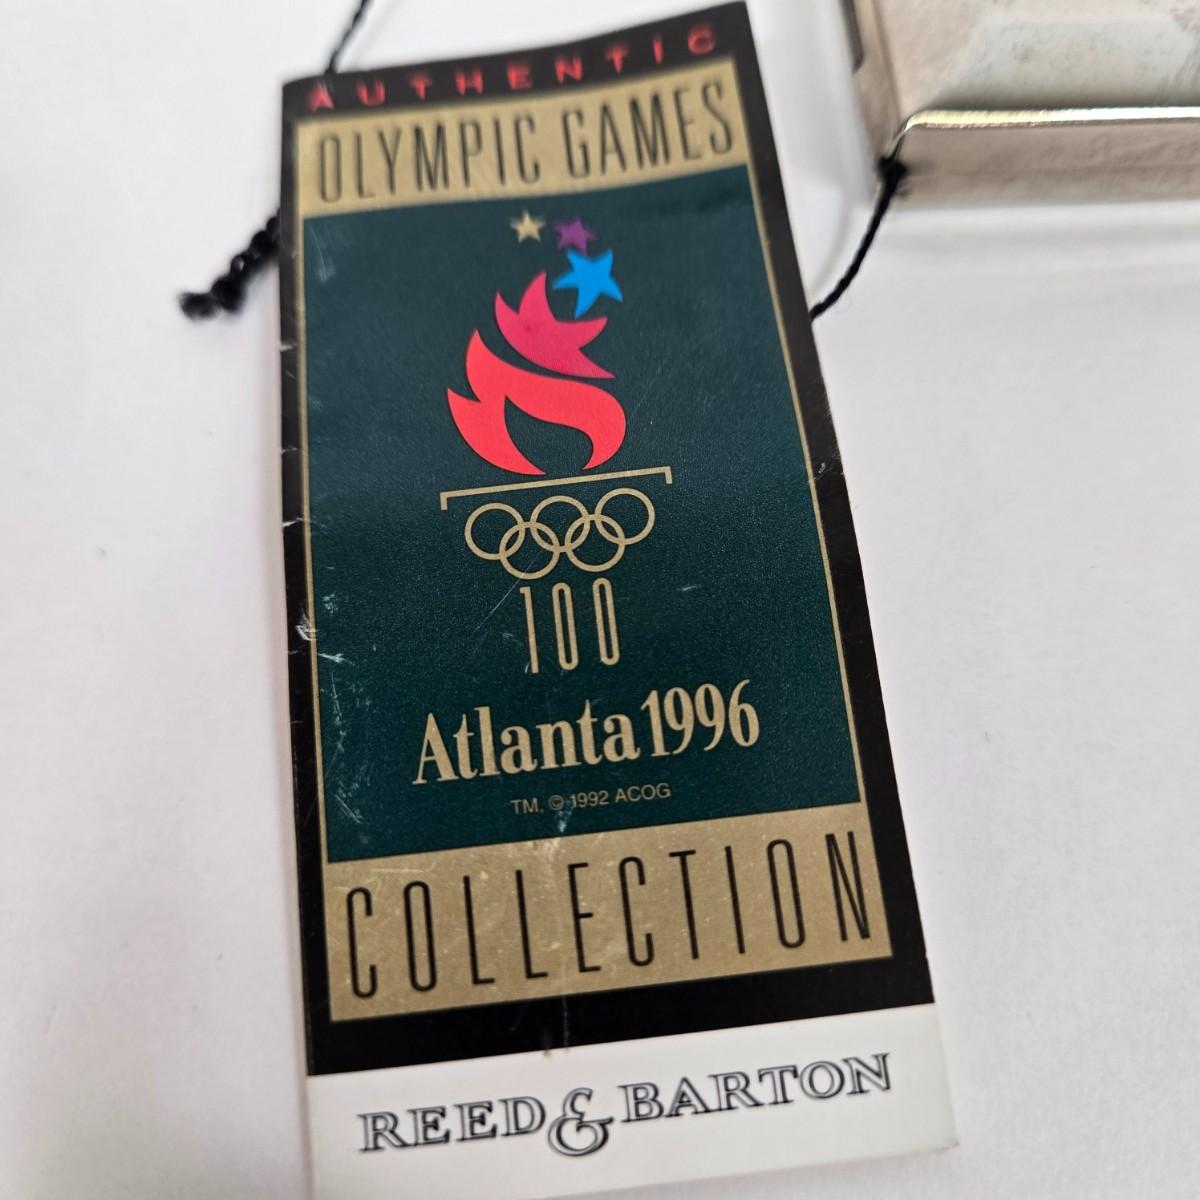 AUTHENTIC
OLYMPIC GAMES
100
Atlanta 1996
TM, © 1992 ACOG
COLLECTION
REED & BARTON